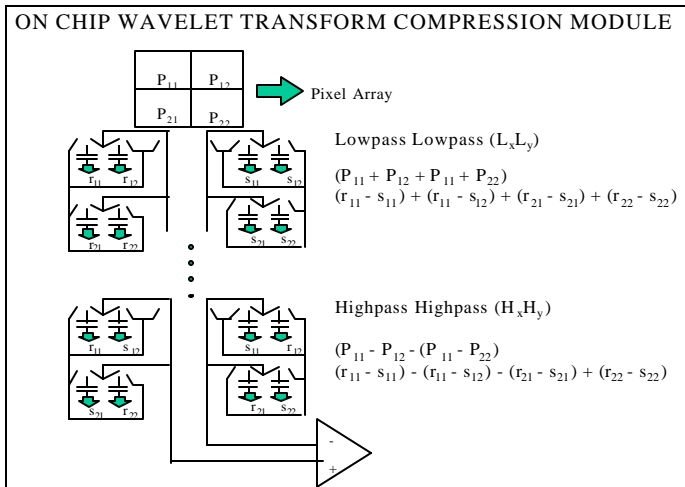 ON CHIP WAVELET TRANSFORM COMPRESSION MODULE
P11 P12
Pixel Array
P21 P22
Lowpass Lowpass (LxLy)
r11 r12 s11 s12
(P11 + P12 + P11 + P22)
(r11 - s11) + (r11 - s12) + (r21 - s21) + (r22 - s22)
r21 r22 s21 s22
Highpass Highpass (HxHy)
r11 s12 s11 r12
(P11 - P12 - (P11 - P22)
(r11 - s11) - (r11 - s12) - (r21 - s21) + (r22 - s22)
s21 r22 r21 s22
-
+